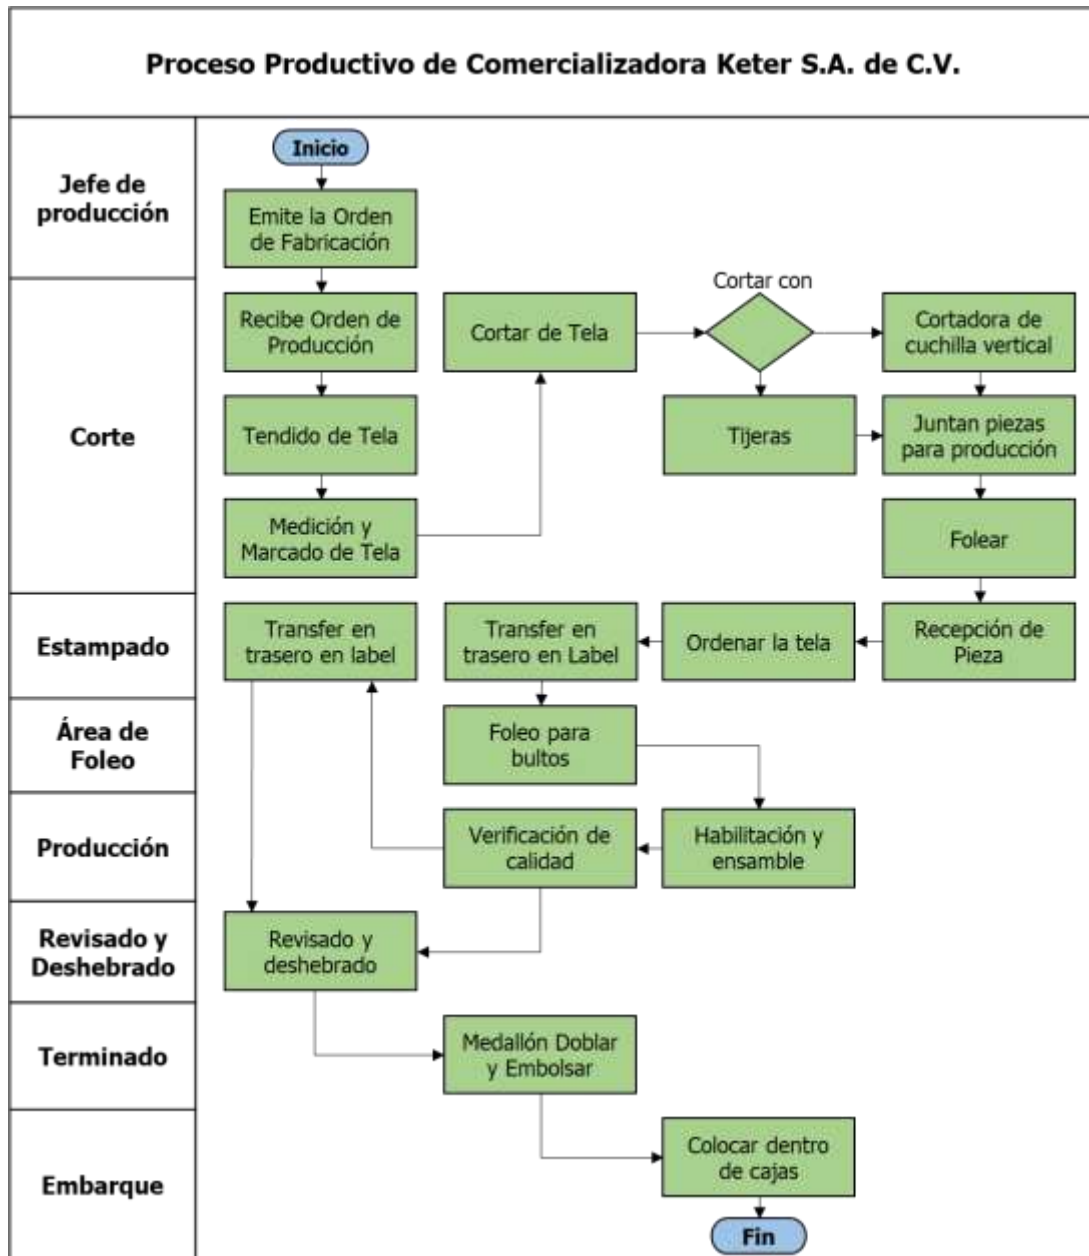 Proceso Productivo de Comercializadora Keter S.A. de C.V.
Jefe de
producción
Inicio
Emite la Orden
de Fabricación
Corte
Recibe Orden de
Producción
Tendido de Tela
Medición y
Marcado de Tela
Cortar de Tela
Cortar con
Cortadora de
cuchilla vertical
Tijeras
Juntan piezas
para producción
Folear
Estampado
Transfer en
trasero en label
Transfer en
trasero en Label
Ordenar la tela
Recepción de
Pieza
Área de
Foleo
Foleo para
bultos
Producción
Verificación de
calidad
Habilitación y
ensamble
Revisado y
Deshebrado
Revisado y
deshebrado
Terminado
Medallón Doblar
y Embolsar
Embarque
Colocar dentro
de cajas
Fin